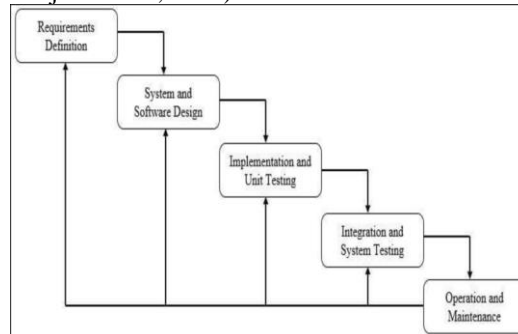 Requirements
Definition
System and
Software Design
Implementation and
Unit Testing
Integration and
System Testing
Operation and
Maintenance